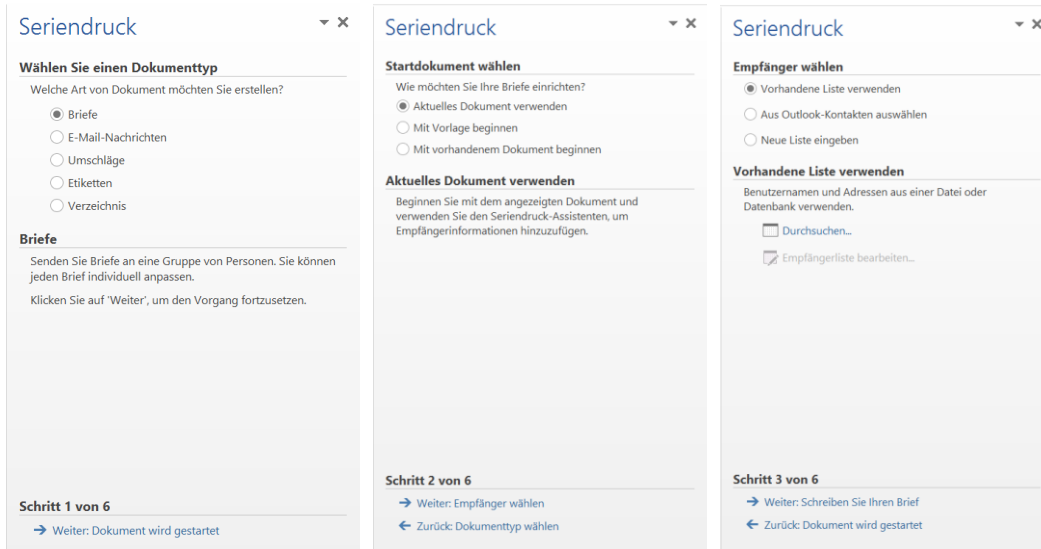 Seriendruck
Wählen Sie einen Dokumenttyp
Welche Art von Dokument möchten Sie erstellen?
Briefe
E-Mail-Nachrichten
Umschläge
Etiketten
Verzeichnis
Briefe
Senden Sie Briefe an eine Gruppe von Personen. Sie können
jeden Brief individuell anpassen.
Klicken Sie auf 'Weiter', um den Vorgang fortzusetzen.
Schritt 1 von 6
Weiter: Dokument wird gestartet
Seriendruck
Startdokument wählen
Wie möchten Sie Ihre Briefe einrichten?
Aktuelles Dokument verwenden
Mit Vorlage beginnen
Mit vorhandenem Dokument beginnen
Aktuelles Dokument verwenden
Beginnen Sie mit dem angezeigten Dokument und
verwenden Sie den Seriendruck-Assistenten, um
Empfängerinformationen hinzuzufügen.
Schritt 2 von 6
Weiter: Empfänger wählen
Zurück: Dokumenttyp wählen
Seriendruck
Empfänger wählen
Vorhandene Liste verwenden
Aus Outlook-Kontakten auswählen
Neue Liste eingeben
Vorhandene Liste verwenden
Benutzernamen und Adressen aus einer Datei oder
Datenbank verwenden.
Durchsuchen...
Empfängerliste bearbeiten...
Schritt 3 von 6
Weiter: Schreiben Sie Ihren Brief
Zurück: Dokument wird gestartet